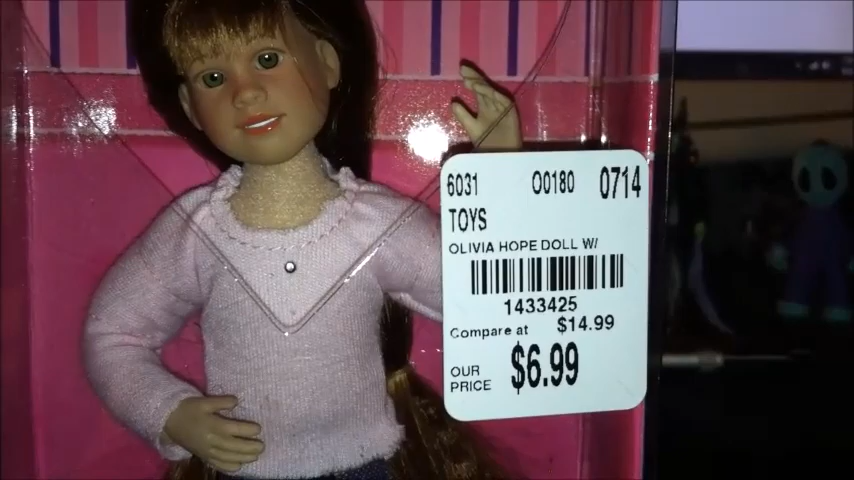 6031 00180 0714
TOYS
OLIVIA HOPE DOLL W/
1433425
Compare at $14.99
OUR PRICE $6.99